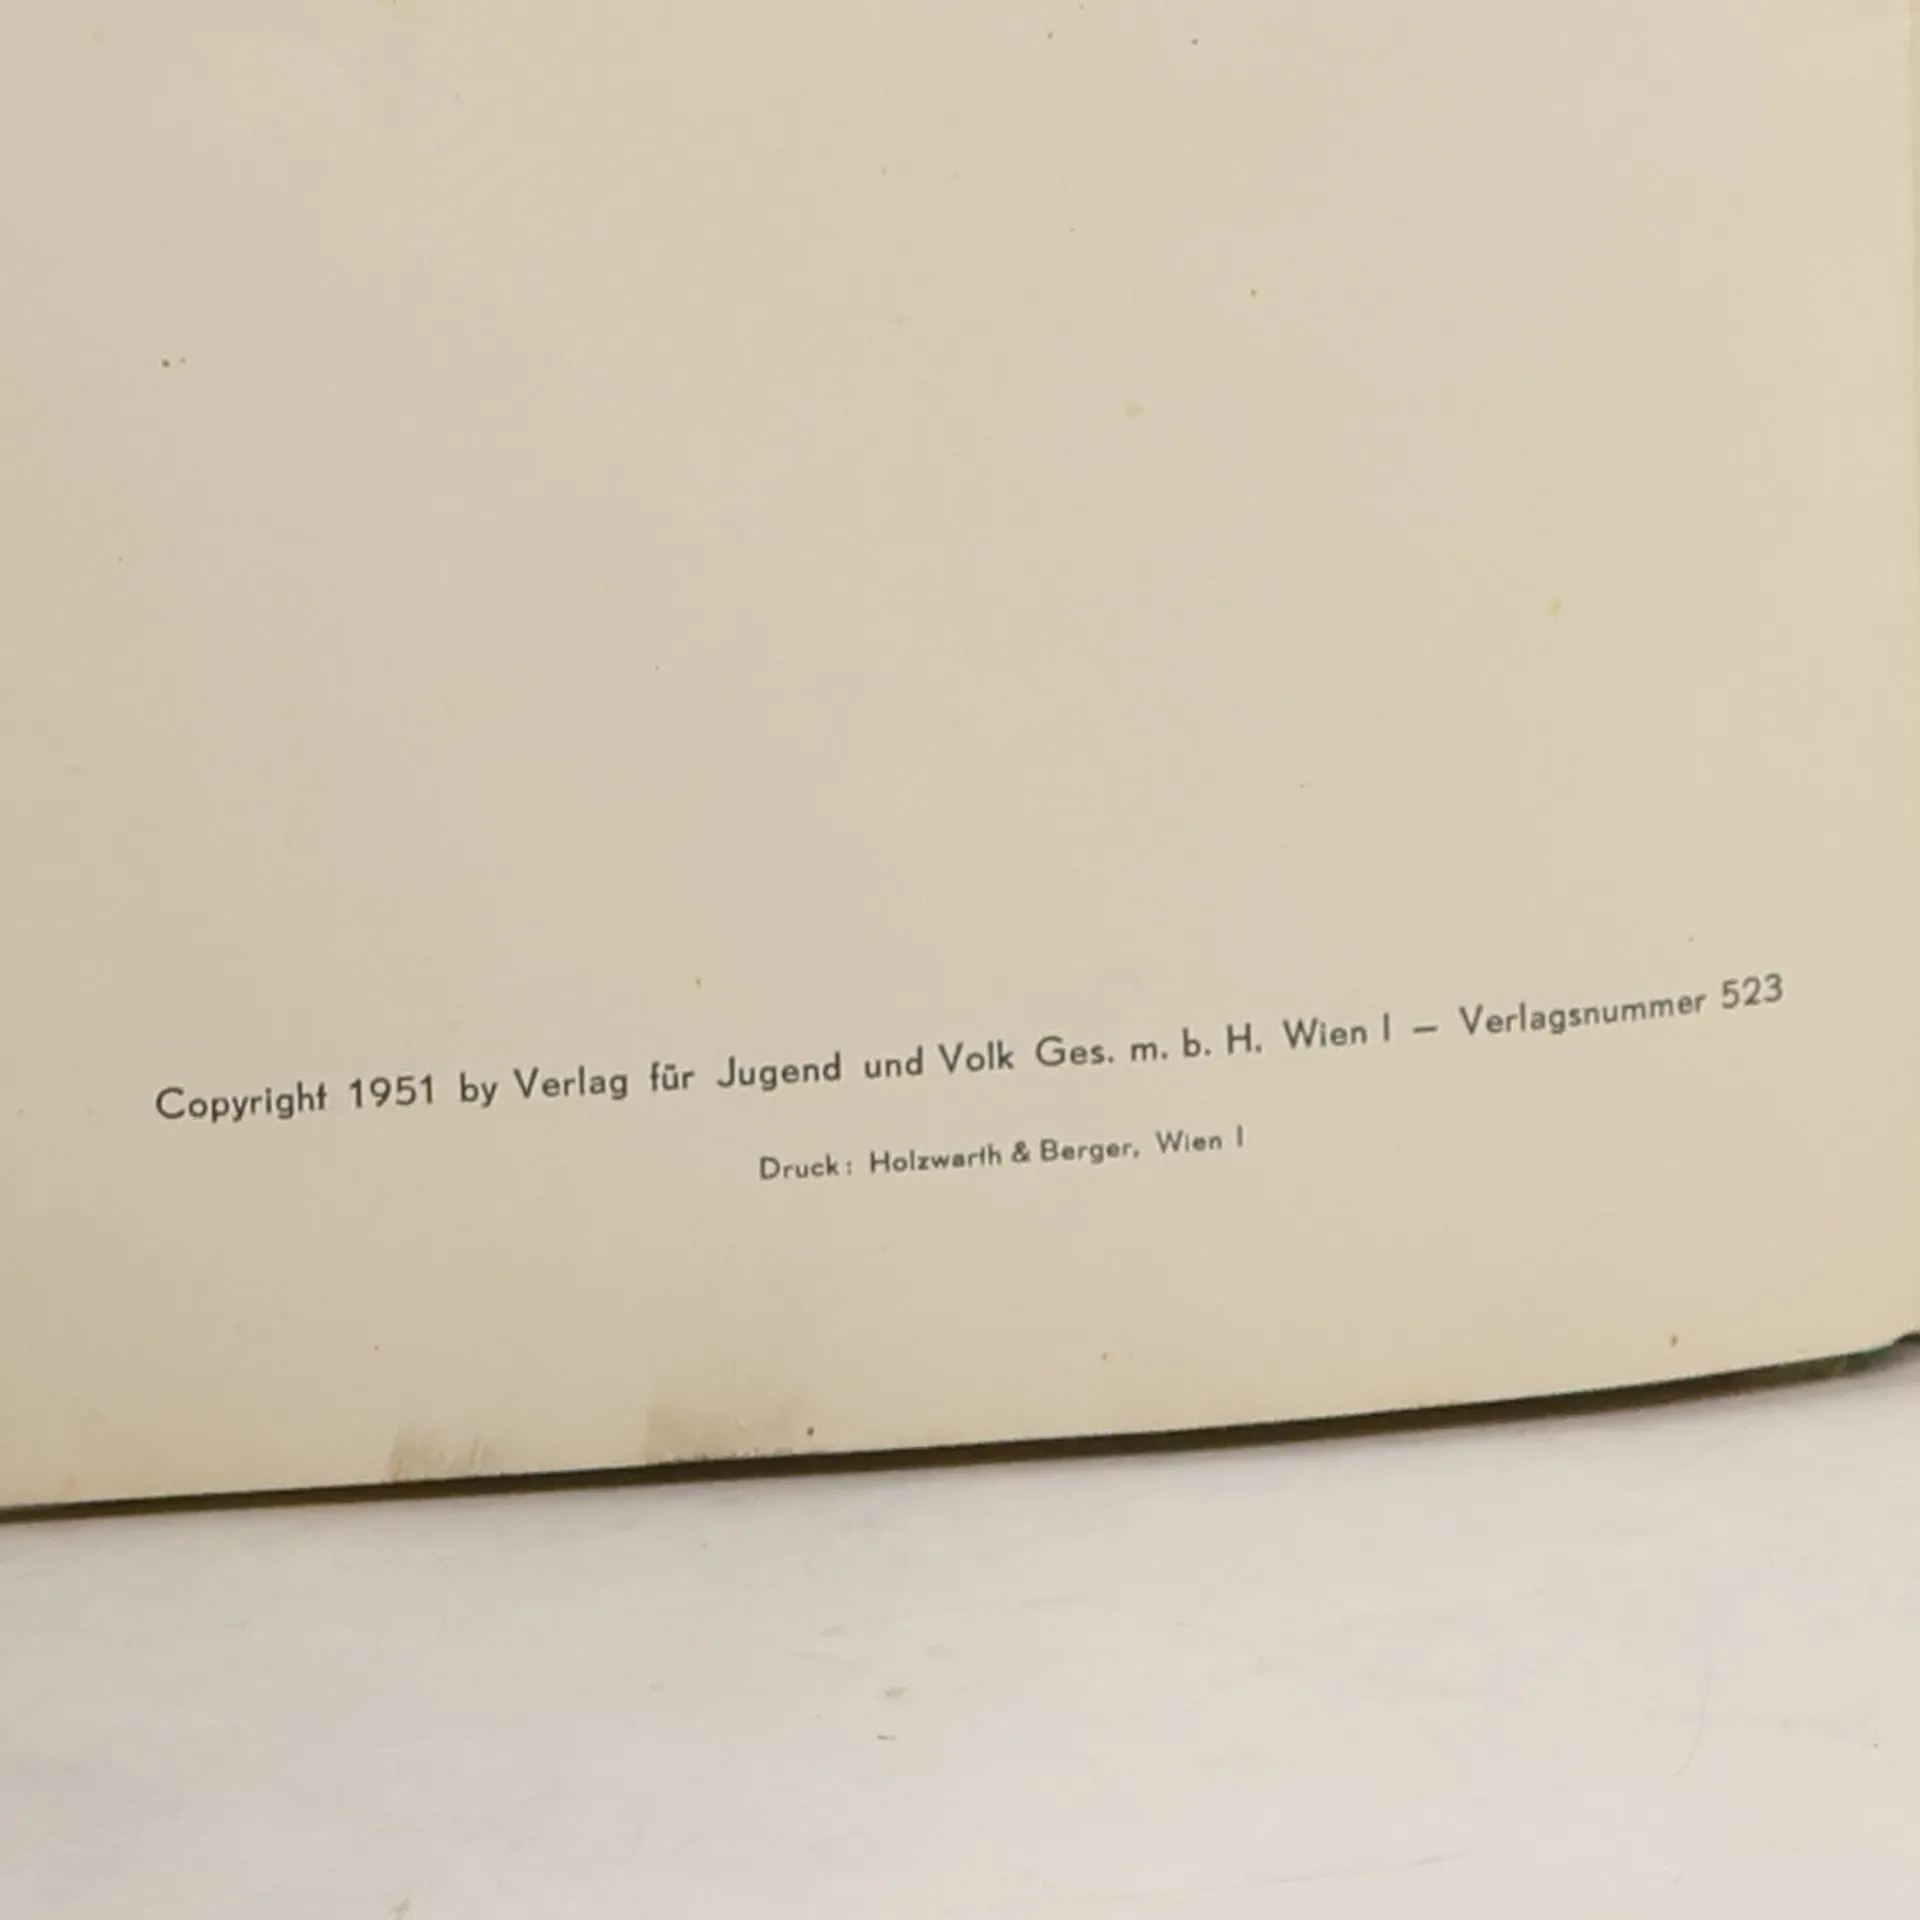 Copyright 1951 by Verlag für Jugend und Volk Ges. m. b. H. Wien I – Verlagsnummer 523
Druck: Holzwarth & Berger, Wien I